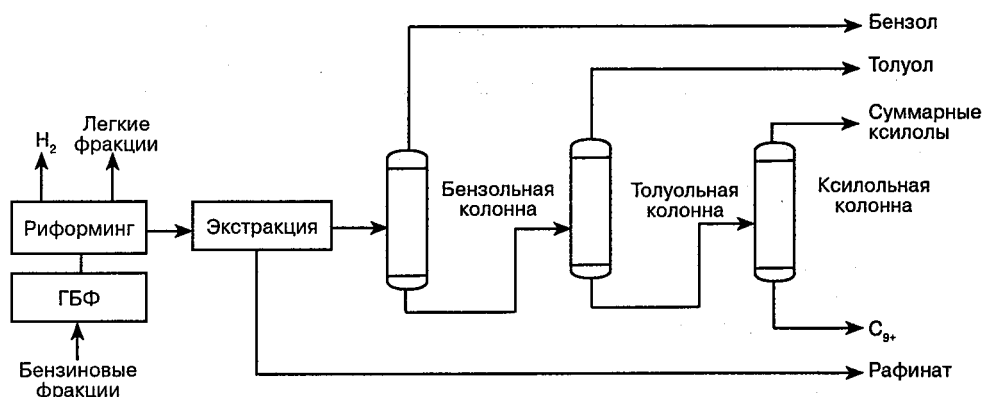 Бензол
Толуол
Суммарные
ксилолы
H₂
Легкие
фракции
Бензольная
колонна
Толуольная
колонна
Ксилольная
колонна
Риформинг
Экстракция
ГБФ
C₉₊
Бензиновые
фракции
Рафинат